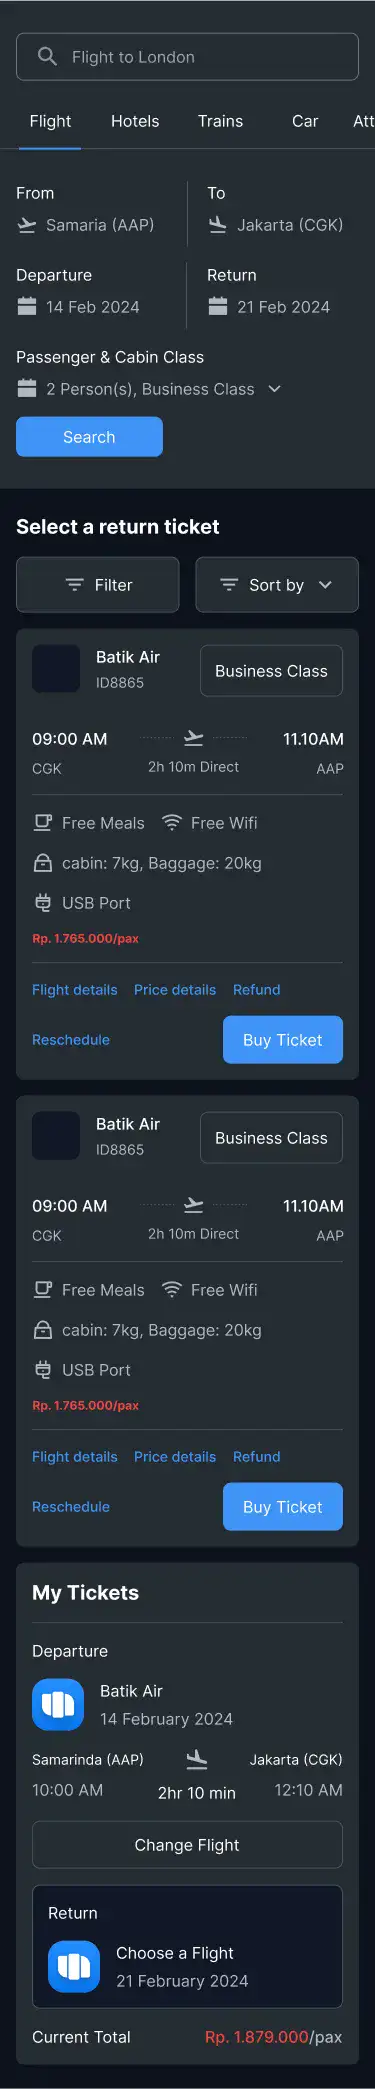 Flight to London
Flight Hotels Trains Car Att
From To
Samaria (AAP) Jakarta (CGK)
Departure Return
14 Feb 2024 21 Feb 2024
Passenger & Cabin Class
2 Person(s), Business Class
Search
Select a return ticket
Filter Sort by
Batik Air
ID8865
Business Class
09:00 AM 11.10AM
CGK 2h 10m Direct AAP
Free Meals Free Wifi
cabin: 7kg, Baggage: 20kg
USB Port
Rp. 1.765.000/pax
Flight details Price details Refund
Reschedule Buy Ticket
Batik Air
ID8865
Business Class
09:00 AM 11.10AM
CGK 2h 10m Direct AAP
Free Meals Free Wifi
cabin: 7kg, Baggage: 20kg
USB Port
Rp. 1.765.000/pax
Flight details Price details Refund
Reschedule Buy Ticket
My Tickets
Departure
Batik Air
14 February 2024
Samarinda (AAP) Jakarta (CGK)
10:00 AM 2hr 10 min 12:10 AM
Change Flight
Return
Choose a Flight
21 February 2024
Current Total Rp. 1.879.000/pax